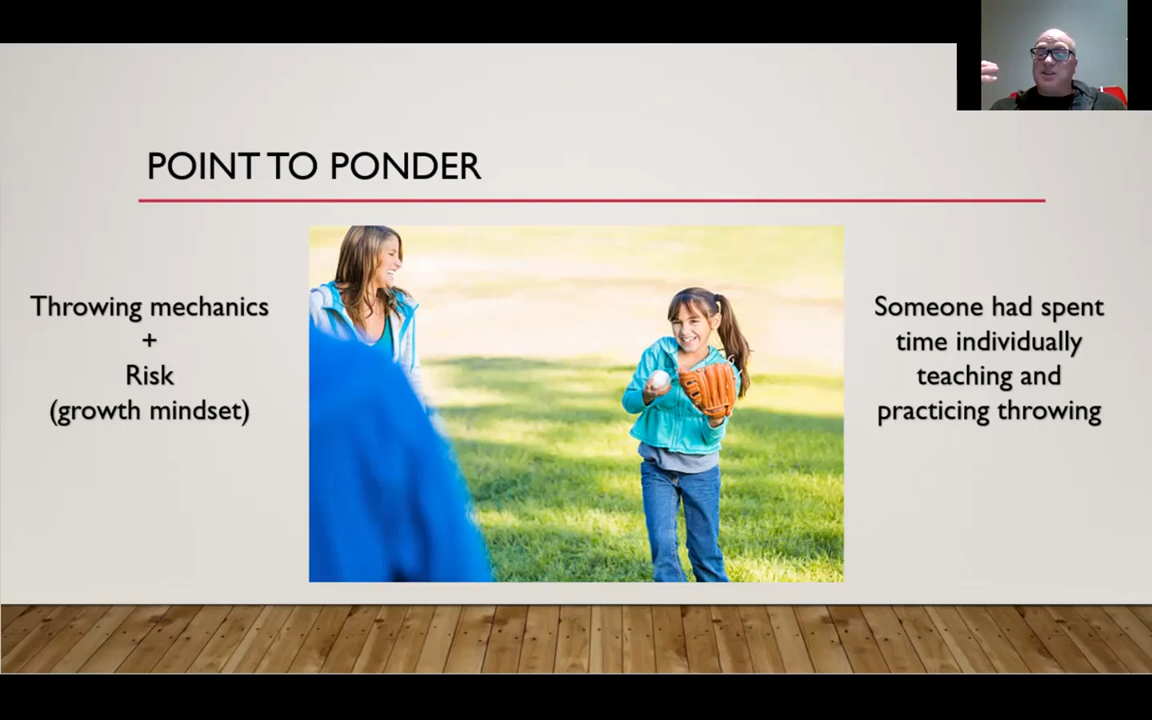 POINT TO PONDER
Throwing mechanics
+
Risk
(growth mindset)
Someone had spent
time individually
teaching and
practicing throwing